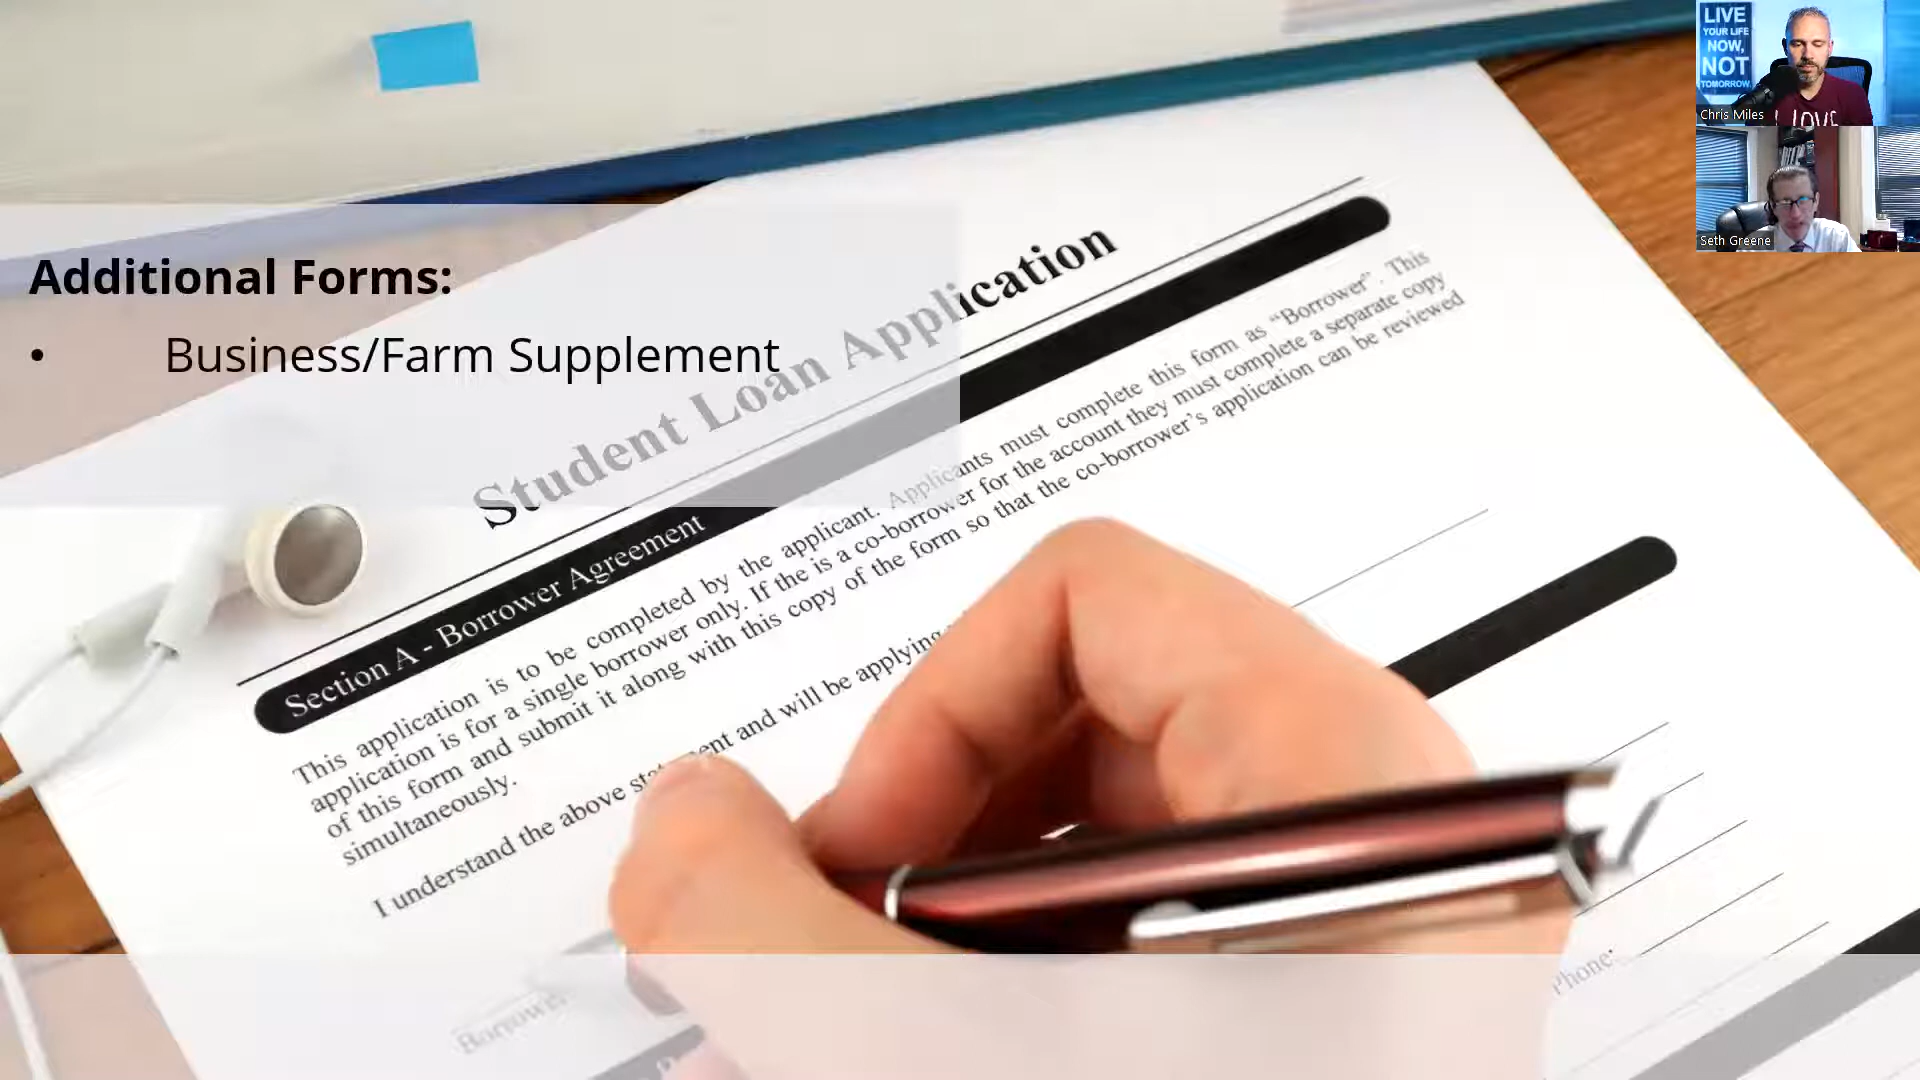 LIVE
YOUR LIFE
NOW,
NOT
TOMORROW.
Chris Miles
I LOVE
Seth Greene
Additional Forms:
• Business/Farm Supplement
Student Loan Application
Section A - Borrower Agreement
This application is to be completed by the applicant. Applicants must complete this form as “Borrower”. This
application is for a single borrower only. If the is a co-borrower for the account they must complete a separate copy
of this form and submit it along with this copy of the form so that the co-borrower’s application can be reviewed
simultaneously.
I understand the above statement and will be applying
Borrower
Phone: